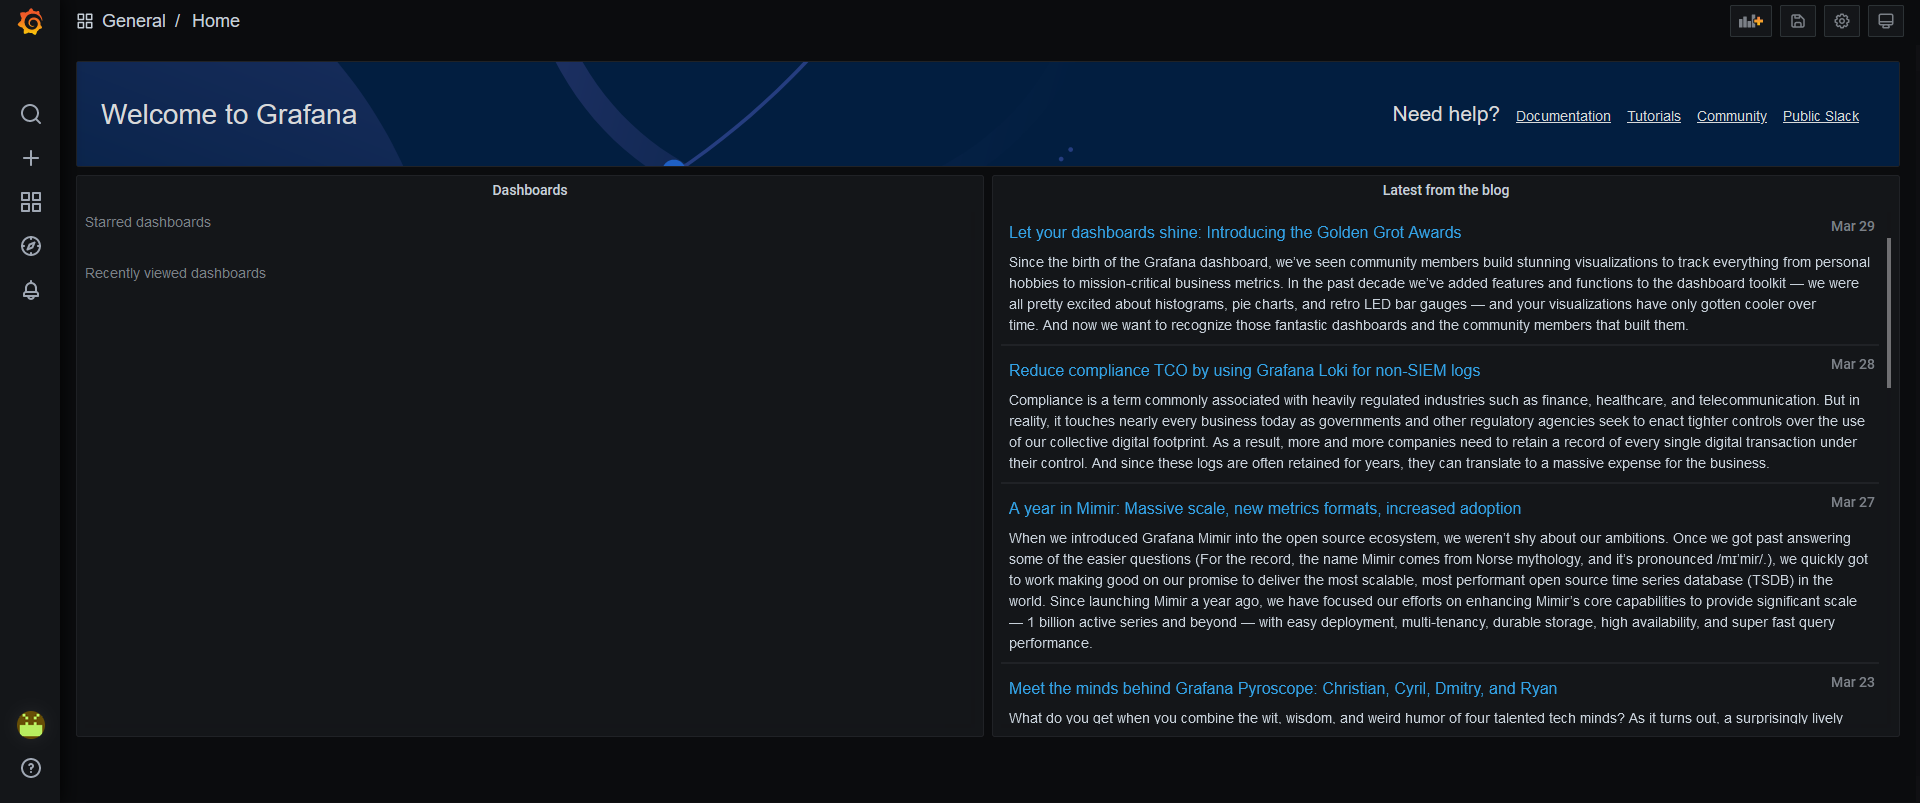 General / Home
Welcome to Grafana
Need help? Documentation Tutorials Community Public Slack
Dashboards
Starred dashboards
Recently viewed dashboards
Latest from the blog
Let your dashboards shine: Introducing the Golden Grot Awards
Mar 29
Since the birth of the Grafana dashboard, we've seen community members build stunning visualizations to track everything from personal
hobbies to mission-critical business metrics. In the past decade we've added features and functions to the dashboard toolkit — we were
all pretty excited about histograms, pie charts, and retro LED bar gauges — and your visualizations have only gotten cooler over
time. And now we want to recognize those fantastic dashboards and the community members that built them.
Reduce compliance TCO by using Grafana Loki for non-SIEM logs
Mar 28
Compliance is a term commonly associated with heavily regulated industries such as finance, healthcare, and telecommunication. But in
reality, it touches nearly every business today as governments and other regulatory agencies seek to enact tighter controls over the use
of our collective digital footprint. As a result, more and more companies need to retain a record of every single digital transaction under
their control. And since these logs are often retained for years, they can translate to a massive expense for the business.
A year in Mimir: Massive scale, new metrics formats, increased adoption
Mar 27
When we introduced Grafana Mimir into the open source ecosystem, we weren't shy about our ambitions. Once we got past answering
some of the easier questions (For the record, the name Mimir comes from Norse mythology, and it's pronounced /mɪ'mir/.), we quickly got
to work making good on our promise to deliver the most scalable, most performant open source time series database (TSDB) in the
world. Since launching Mimir a year ago, we have focused our efforts on enhancing Mimir's core capabilities to provide significant scale
— 1 billion active series and beyond — with easy deployment, multi-tenancy, durable storage, high availability, and super fast query
performance.
Meet the minds behind Grafana Pyroscope: Christian, Cyril, Dmitry, and Ryan
Mar 23
What do you get when you combine the wit, wisdom, and weird humor of four talented tech minds? As it turns out, a surprisingly lively